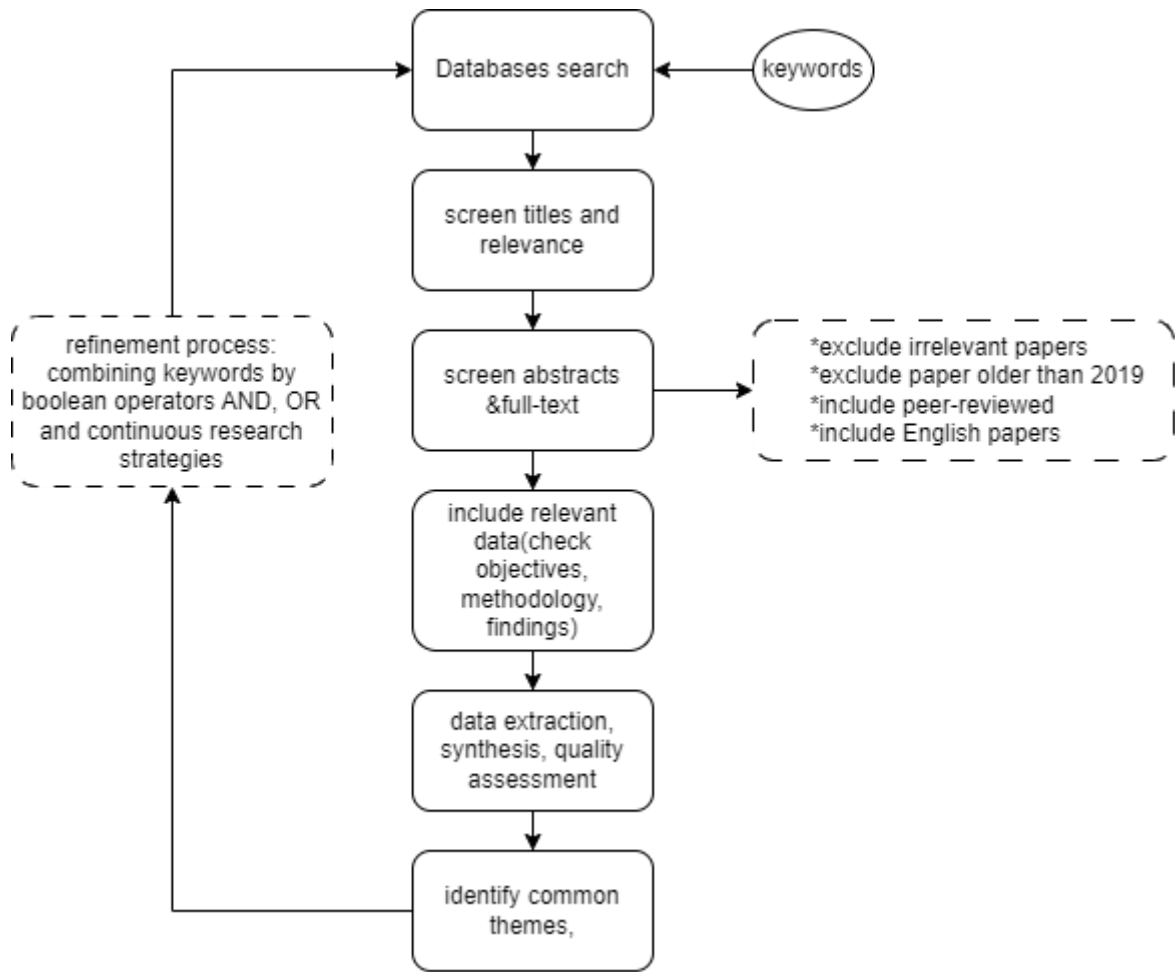 Databases search
keywords
screen titles and
relevance
refinement process:
combining keywords by
boolean operators AND, OR
and continuous research
strategies
screen abstracts
&full-text
*exclude irrelevant papers
*exclude paper older than 2019
*include peer-reviewed
*include English papers
include relevant
data(check
objectives,
methodology,
findings)
data extraction,
synthesis, quality
assessment
identify common
themes,